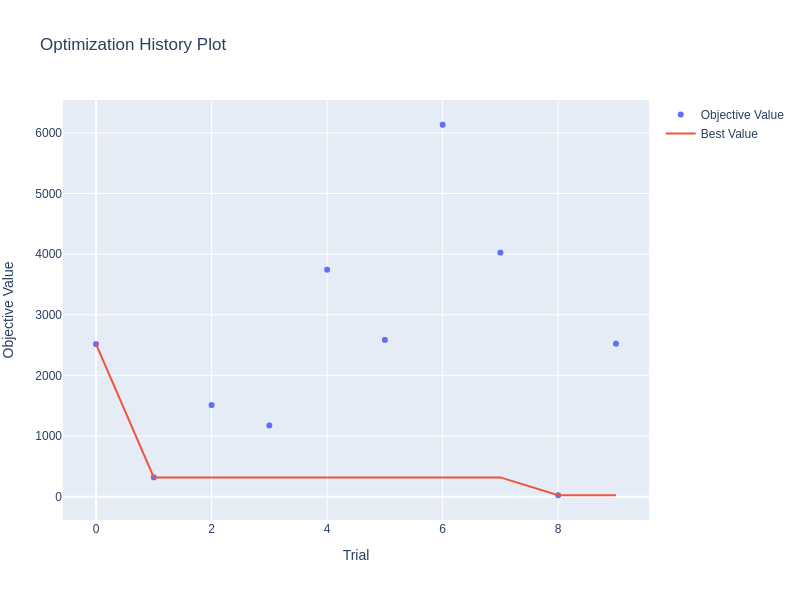 Optimization History Plot
Objective Value
Best Value
6000
5000
4000
3000
2000
1000
0
Objective Value
0 2 4 6 8
Trial